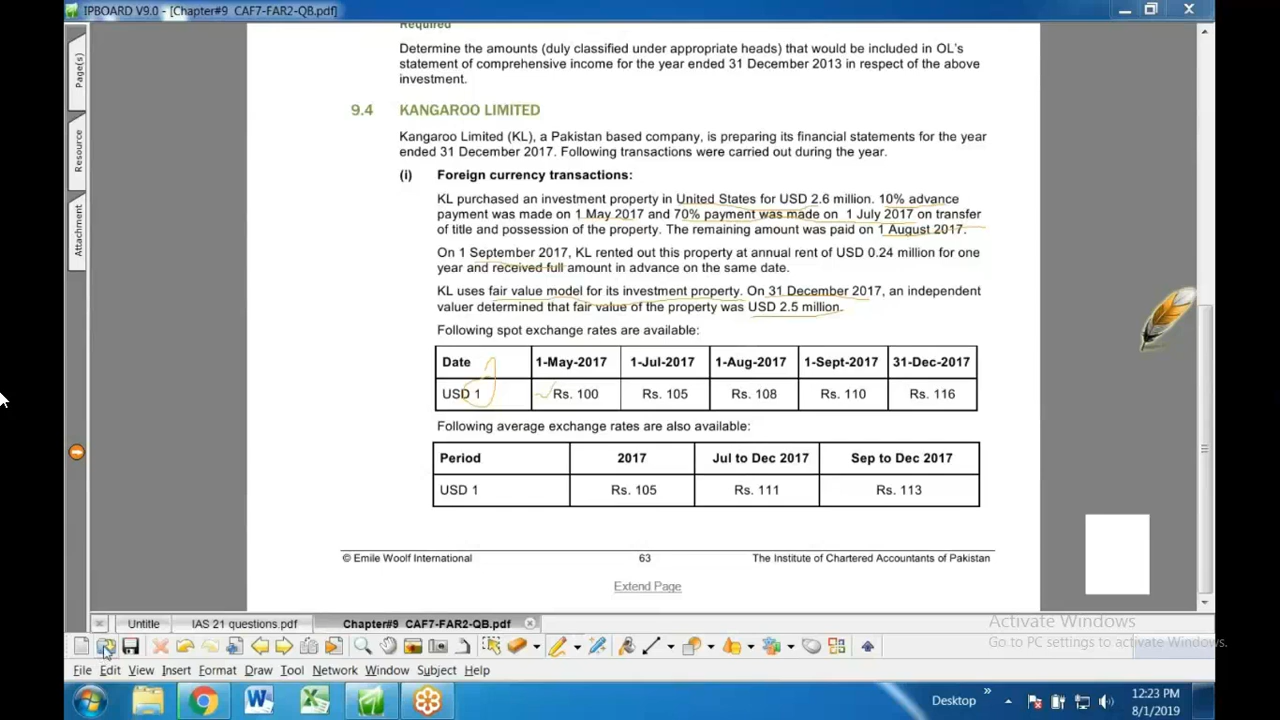 IPBOARD V9.0 - [Chapter#9 CAF7-FAR2-QB.pdf]
Page(s)
Resource
Attachment
Required
Determine the amounts (duly classified under appropriate heads) that would be included in OL's
statement of comprehensive income for the year ended 31 December 2013 in respect of the above
investment.
9.4 KANGAROO LIMITED
Kangaroo Limited (KL), a Pakistan based company, is preparing its financial statements for the year
ended 31 December 2017. Following transactions were carried out during the year.
(i) Foreign currency transactions:
KL purchased an investment property in United States for USD 2.6 million. 10% advance
payment was made on 1 May 2017 and 70% payment was made on 1 July 2017 on transfer
of title and possession of the property. The remaining amount was paid on 1 August 2017.
On 1 September 2017, KL rented out this property at annual rent of USD 0.24 million for one
year and received full amount in advance on the same date.
KL uses fair value model for its investment property. On 31 December 2017, an independent
valuer determined that fair value of the property was USD 2.5 million.
Following spot exchange rates are available:
Date 1-May-2017 1-Jul-2017 1-Aug-2017 1-Sept-2017 31-Dec-2017
USD 1 Rs. 100 Rs. 105 Rs. 108 Rs. 110 Rs. 116
Following average exchange rates are also available:
Period 2017 Jul to Dec 2017 Sep to Dec 2017
USD 1 Rs. 105 Rs. 111 Rs. 113
© Emile Woolf International 63 The Institute of Chartered Accountants of Pakistan
Extend Page
Untitle IAS 21 questions.pdf Chapter#9 CAF7-FAR2-QB.pdf
Activate Windows
Go to PC settings to activate Windows.
File Edit View Insert Format Draw Tool Network Window Subject Help
Desktop
12:23 PM
8/1/2019